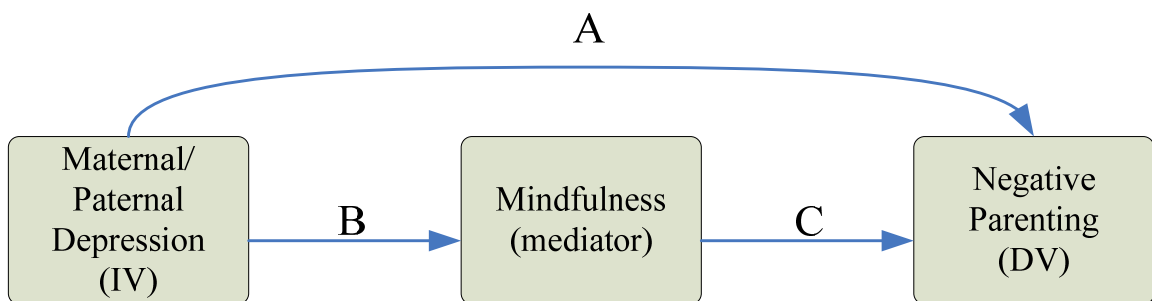 A
Maternal/
Paternal
Depression
(IV)
B
Mindfulness
(mediator)
C
Negative
Parenting
(DV)